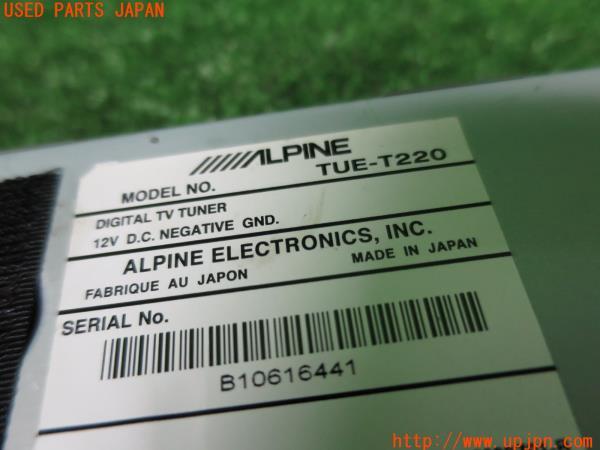 USED PARTS JAPAN
ALPINE
MODEL NO. TUE-T220
DIGITAL TV TUNER
12V D.C. NEGATIVE GND.
ALPINE ELECTRONICS, INC.
FABRIQUE AU JAPON MADE IN JAPAN
SERIAL No.
B10616441
http://www.upjpn.com/